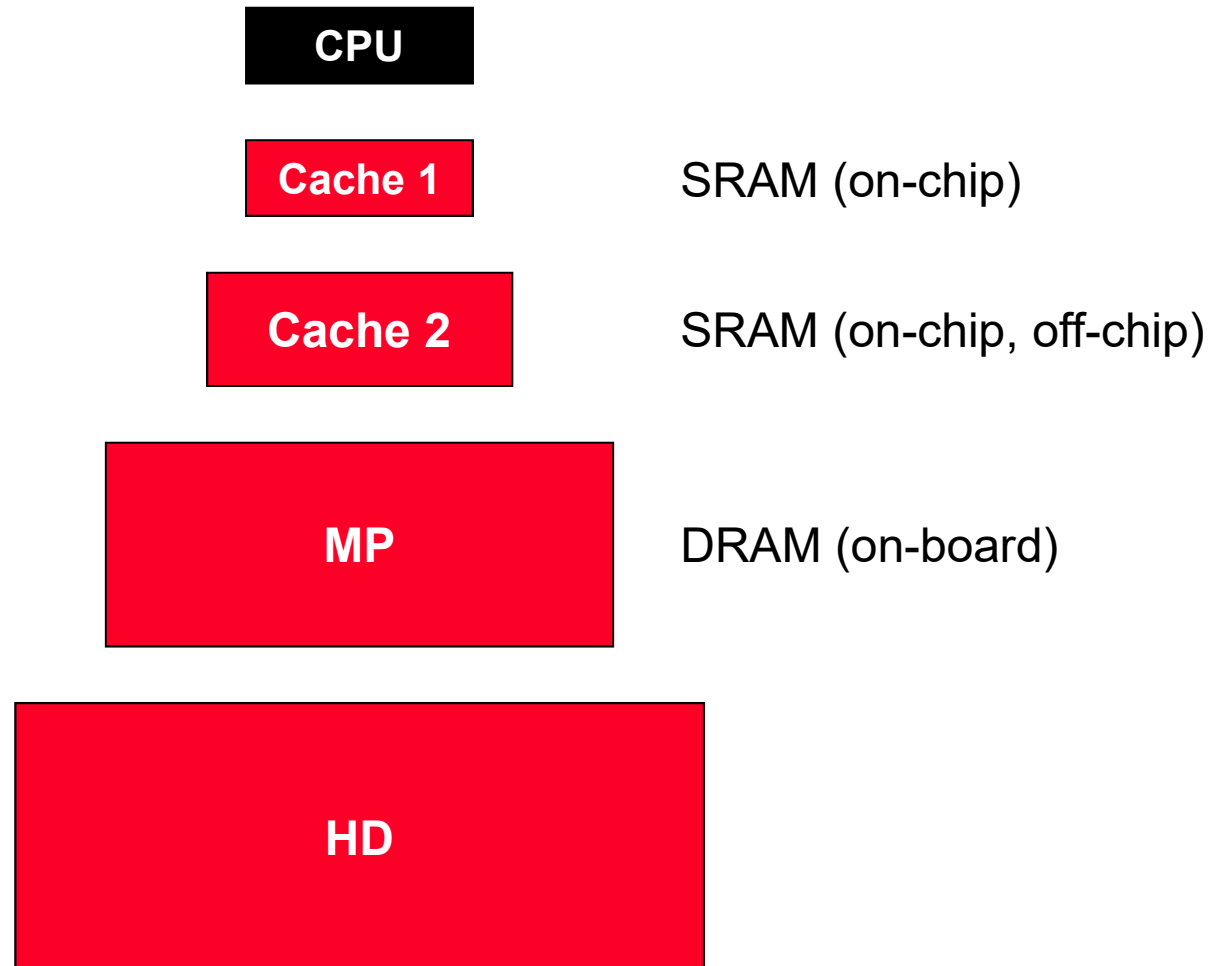 CPU
Cache 1
SRAM (on-chip)
Cache 2
SRAM (on-chip, off-chip)
MP
DRAM (on-board)
HD